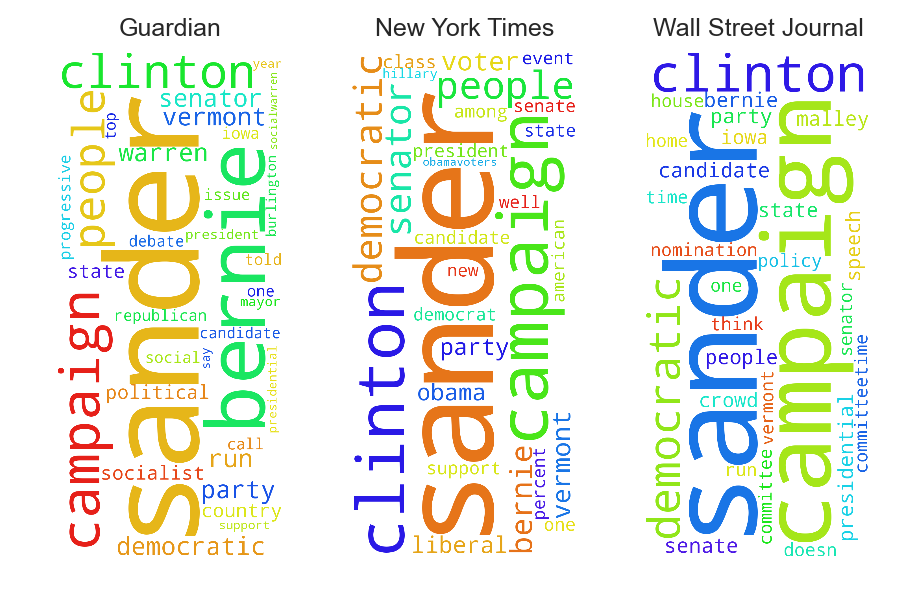 Guardian
clinton
year
people
top
senator
vermont
socialwarren
iowa
warren
sander
bernie
progressive
issue
burlington
debate
president
state
told
one
mayor
campaign
republican
candidate
social
say
presidential
political
call
run
socialist
party
country
support
democratic
New York Times
democratic
class
hillary
voter
event
people
senator
among
senate
state
president
obamavoters
sander
campaign
well
candidate
american
new
clinton
democrat
party
obama
support
bernie
percent
vermont
one
liberal
Wall Street Journal
clinton
house
bernie
party
malley
home
iowa
candidate
time
state
sander
campaign
speech
nomination
policy
one
senator
democratic
think
people
committeetime
crowd
vermont
presidential
run
committee
senate
doesn